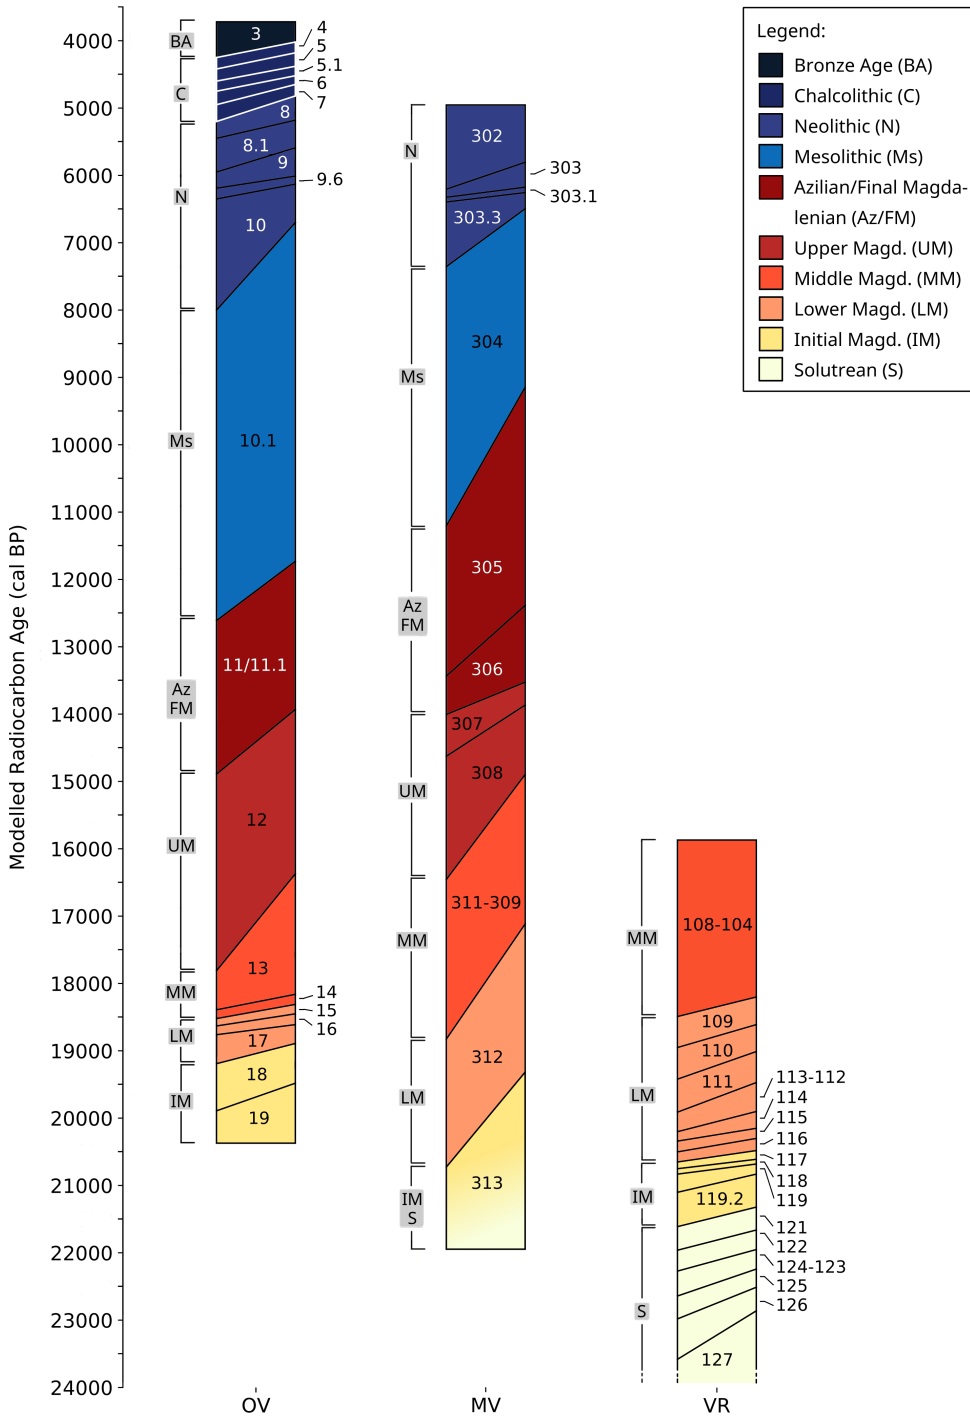 Modelled Radiocarbon Age (cal BP)
4000
5000
6000
7000
8000
9000
10000
11000
12000
13000
14000
15000
16000
17000
18000
19000
20000
21000
22000
23000
24000
BA
C
N
Ms
Az
FM
UM
MM
LM
IM
3
4
5
5.1
6
7
8
8.1
9
9.6
10
10.1
11/11.1
12
13
14
15
16
17
18
19
OV
N
Ms
Az
FM
UM
MM
LM
IM
S
302
303
303.1
303.3
304
305
306
307
308
311-309
312
313
MV
MM
LM
IM
S
108-104
109
110
111
113-112
114
115
116
117
118
119
119.2
121
122
124-123
125
126
127
VR
Legend:
Bronze Age (BA)
Chalcolithic (C)
Neolithic (N)
Mesolithic (Ms)
Azilian/Final Magda-
lenian (Az/FM)
Upper Magd. (UM)
Middle Magd. (MM)
Lower Magd. (LM)
Initial Magd. (IM)
Solutrean (S)